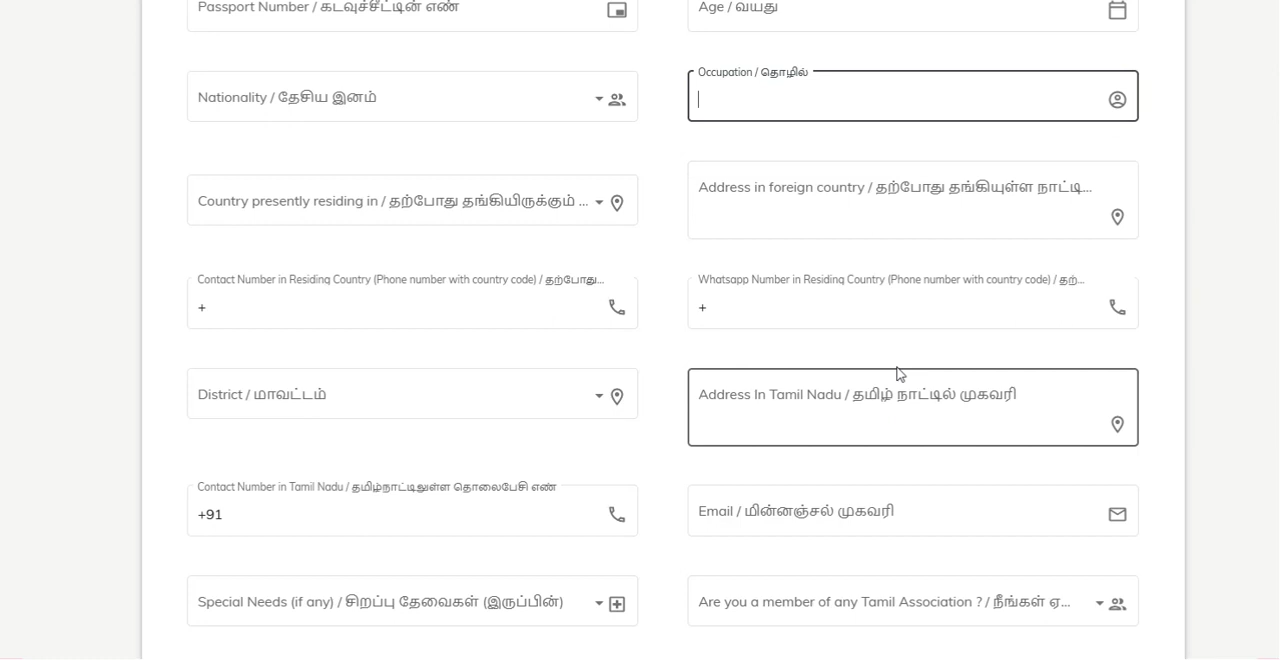 Passport Number / கடவுச்சீட்டின் எண்
Age / வயது
Nationality / தேசிய இனம்
Occupation / தொழில்
Country presently residing in / தற்போது தங்கியிருக்கும் ...
Address in foreign country / தற்போது தங்கியுள்ள நாட்டி...
Contact Number in Residing Country (Phone number with country code) / தற்போது...
+
Whatsapp Number in Residing Country (Phone number with country code) / தற்...
+
District / மாவட்டம்
Address In Tamil Nadu / தமிழ் நாட்டில் முகவரி
Contact Number in Tamil Nadu / தமிழ்நாட்டிலுள்ள தொலைபேசி எண்
+91
Email / மின்னஞ்சல் முகவரி
Special Needs (if any) / சிறப்பு தேவைகள் (இருப்பின்)
Are you a member of any Tamil Association ? / நீங்கள் ஏ...